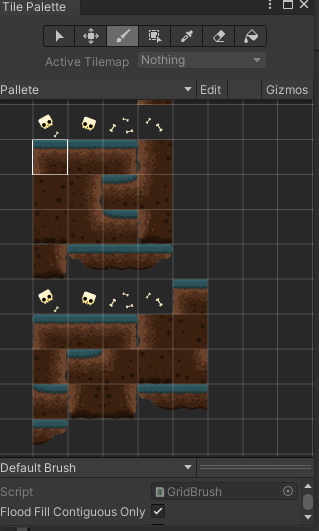 Tile Palette
Active Tilemap Nothing
Pallete Edit Gizmos
Default Brush
Script GridBrush
Flood Fill Contiguous Only